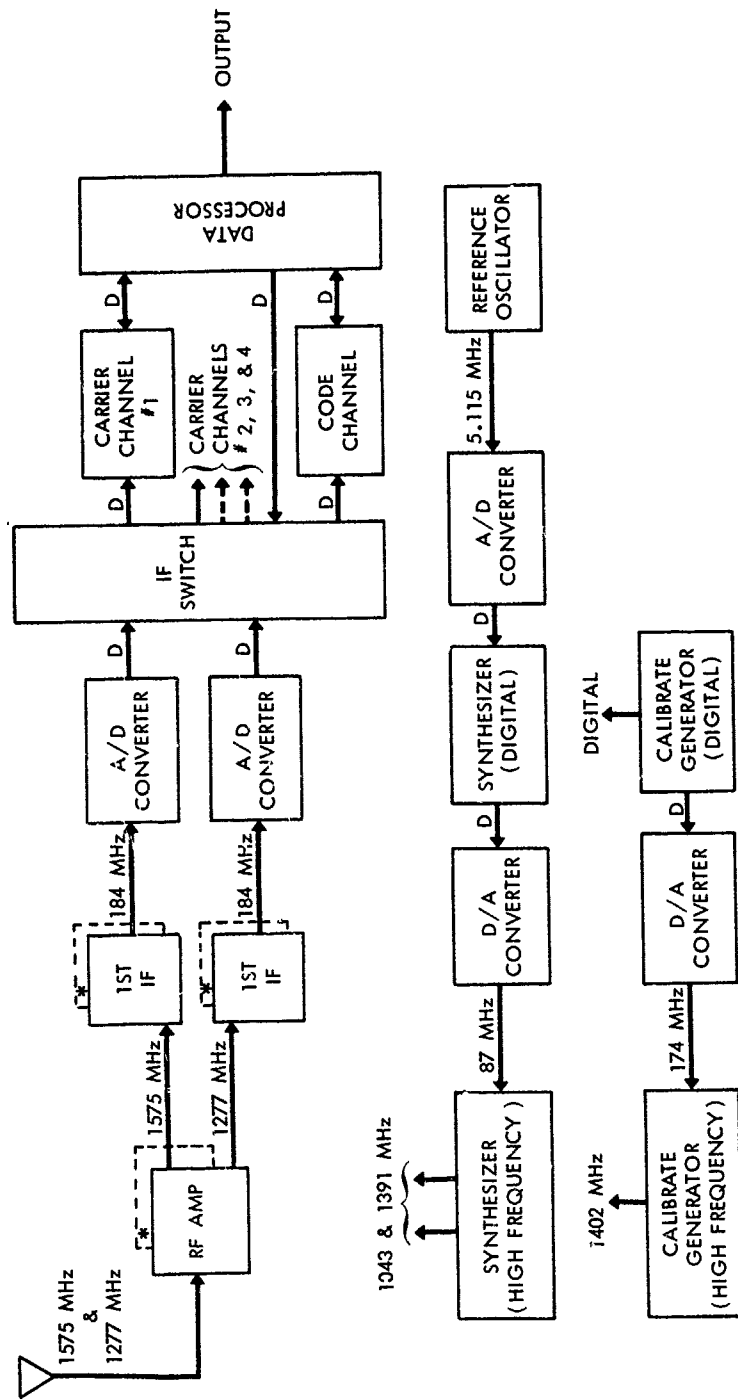 1575 MHz
&
1277 MHz
*
RF AMP
1575 MHz
1277 MHz
*
1ST
IF
*
1ST
IF
184 MHz
184 MHz
A/D
CONVERTER
A/D
CONVERTER
D
D
IF
SWITCH
D
CARRIER
CHANNEL
#1
D
CARRIER
CHANNELS
# 2, 3, & 4
D
D
CODE
CHANNEL
D
DATA
PROCESSOR
OUTPUT
1043 & 1391 MHz
SYNTHESIZER
(HIGH FREQUENCY)
87 MHz
D/A
CONVERTER
D
SYNTHESIZER
(DIGITAL)
D
A/D
CONVERTER
5.115 MHz
REFERENCE
OSCILLATOR
1402 MHz
CALIBRATE
GENERATOR
(HIGH FREQUENCY)
174 MHz
D/A
CONVERTER
D
DIGITAL
CALIBRATE
GENERATOR
(DIGITAL)